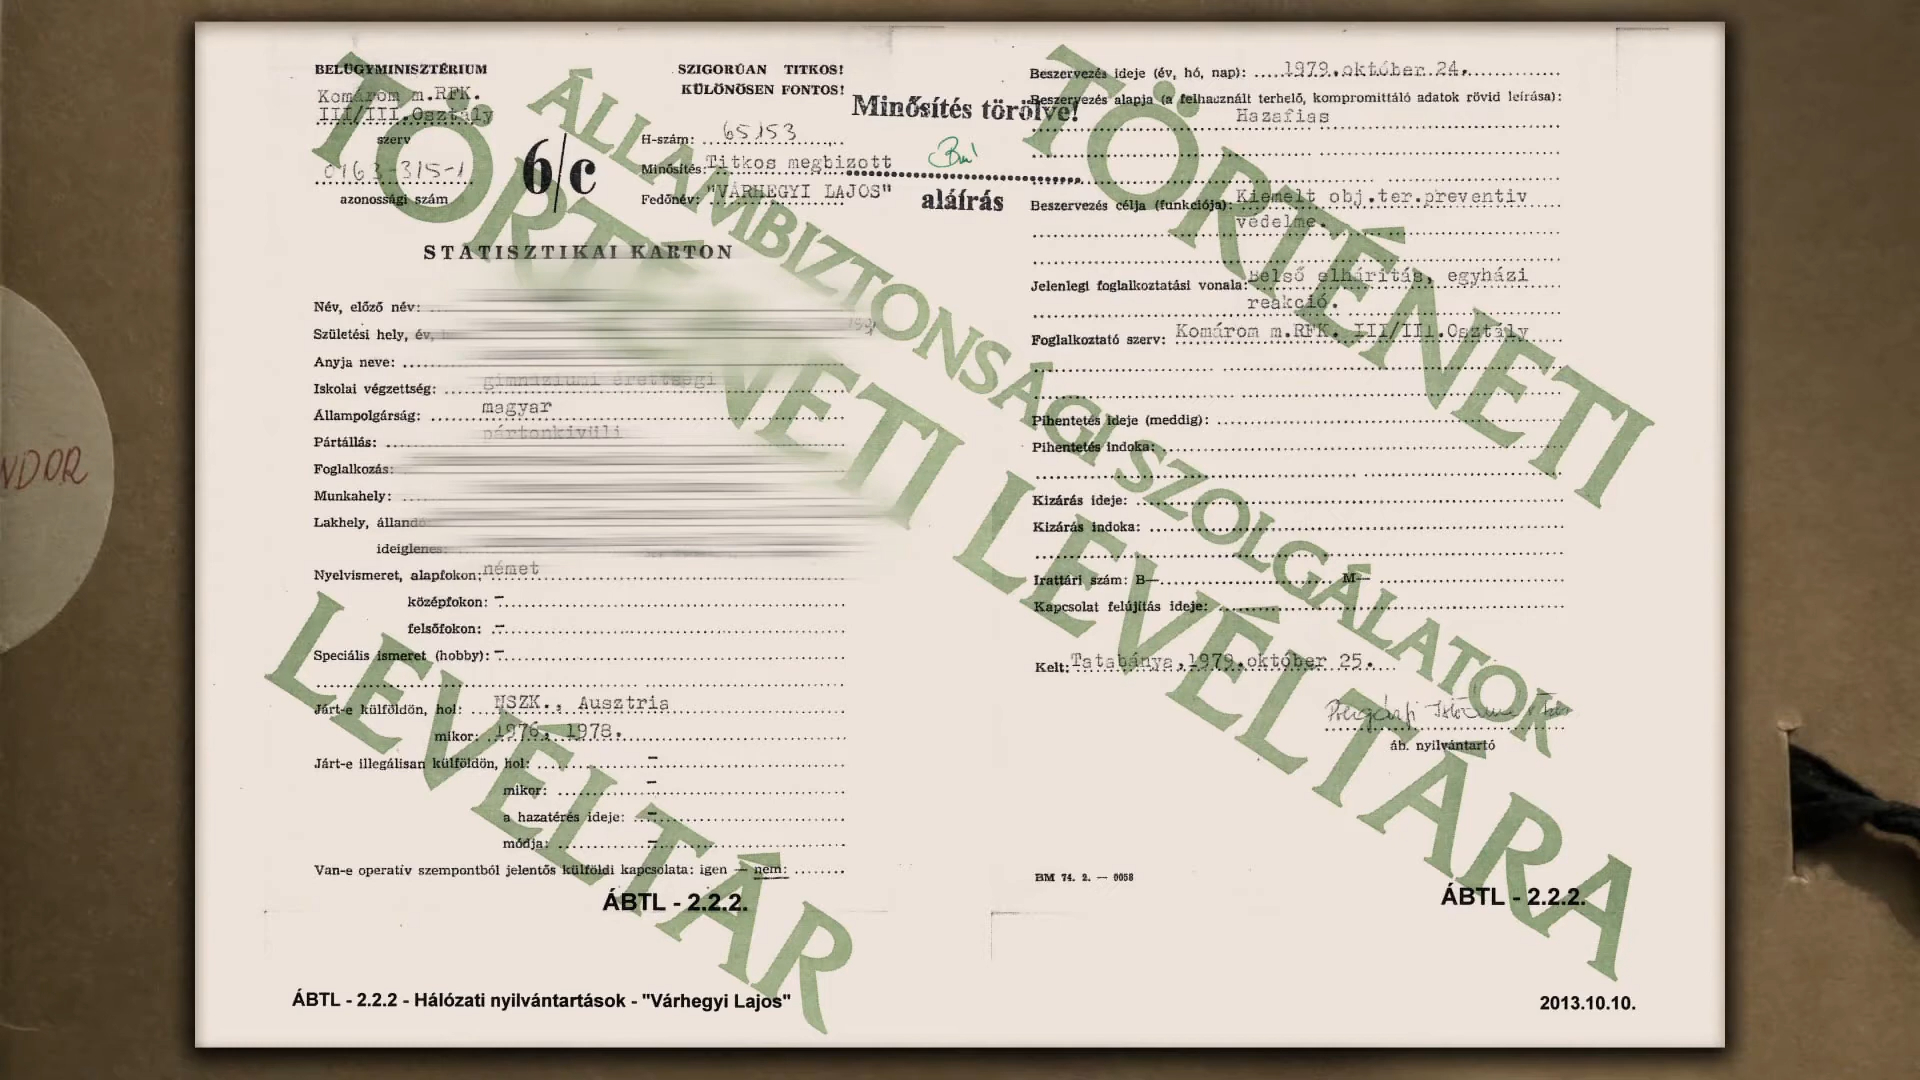 BELÜGYMINISZTÉRIUM
Komárom m.RFK.
III/III.Osztály
szerv
0163-315-1
azonossági szám
6/c
SZIGORÚAN TITKOS!
KÜLÖNÖSEN FONTOS!
Minősítés törölve!
H-szám: 65153
Minősítés: Titkos megbizott
Fedőnév: "VÁRHEGYI LAJOS"
aláírás
STATISZTIKAI KARTON
Név, előző név:
Születési hely, év,
Anyja neve:
Iskolai végzettség: gimnáziumi érettségi
Állampolgárság: magyar
Pártállás: pártonkivüli
Foglalkozás:
Munkahely:
Lakhely, állandó
ideiglenes:
Nyelvismeret, alapfokon: német
középfokon: -
felsőfokon: -
Speciális ismeret (hobby): -
Járt-e külföldön, hol: NSZK., Ausztria
mikor: 1976, 1978.
Járt-e illegálisan külföldön, hol: -
mikor: -
a hazatérés ideje: -
módja: -
Van-e operatív szempontból jelentős külföldi kapcsolata: igen — nem:
ÁBTL - 2.2.2.
Beszervezés ideje (év, hó, nap): 1979.október 24.
Beszervezés alapja (a felhasznált terhelő, kompromittáló adatok rövid leírása):
Hazafias
Beszervezés célja (funkciója): Kiemelt obj.ter.preventiv
védelme.
Jelenlegi foglalkoztatási vonala: Belső elhárítás, egyházi
reakció.
Foglalkoztató szerv: Komárom m.RFK. III/III.Osztály
Pihentetés ideje (meddig):
Pihentetés indoka:
Kizárás ideje:
Kizárás indoka:
Irattári szám: B— M—
Kapcsolat felújítás ideje:
Kelt: Tatabánya,1979.október 25.
áb. nyilvántartó
BM 74. 2. — 0058
ÁBTL - 2.2.2.
ÁBTL - 2.2.2 - Hálózati nyilvántartások - "Várhegyi Lajos"
2013.10.10.
ÁLLAMBIZTONSÁGI SZOLGÁLATOK
TÖRTÉNETI LEVÉLTÁRA
TÖRTÉNETI
LEVÉLTÁR
NDOR